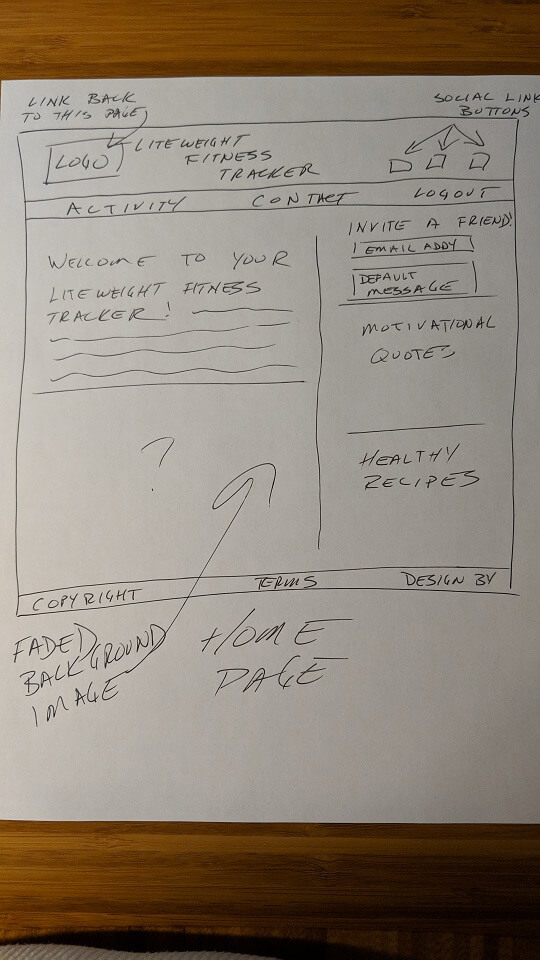 LINK BACK
TO THIS PAGE
SOCIAL LINK
BUTTONS
LOGO
LITEWEIGHT
FITNESS
TRACKER
ACTIVITY
CONTACT
LOGOUT
WELCOME TO YOUR
LITEWEIGHT FITNESS
TRACKER!
INVITE A FRIEND!
EMAIL ADDY
DEFAULT
MESSAGE
MOTIVATIONAL
QUOTES
?
HEALTHY
RECIPES
COPYRIGHT
TERMS
DESIGN BY
FADED
BACKGROUND
IMAGE
HOME
PAGE